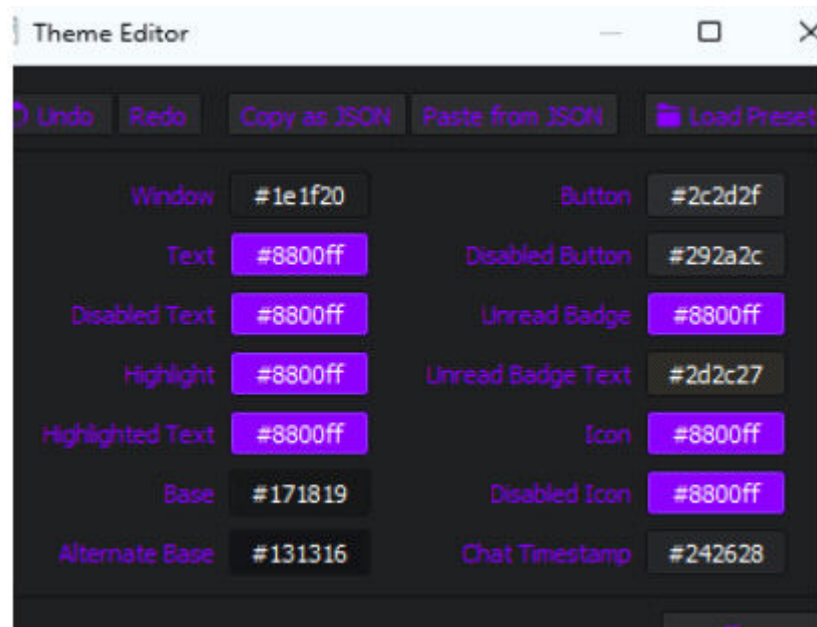 Theme Editor
Undo Redo Copy as JSON Paste from JSON Load Preset
Window #1e1f20 Button #2c2d2f
Text #8800ff Disabled Button #292a2c
Disabled Text #8800ff Unread Badge #8800ff
Highlight #8800ff Unread Badge Text #2d2c27
Highlighted Text #8800ff Icon #8800ff
Base #171819 Disabled Icon #8800ff
Alternate Base #131316 Chat Timestamp #242628